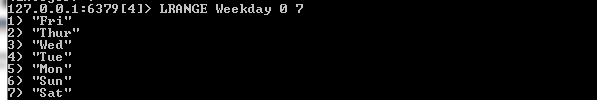 127.0.0.1:6379[4]> LRANGE Weekday 0 7
1) "Fri"
2) "Thur"
3) "Wed"
4) "Tue"
5) "Mon"
6) "Sun"
7) "Sat"